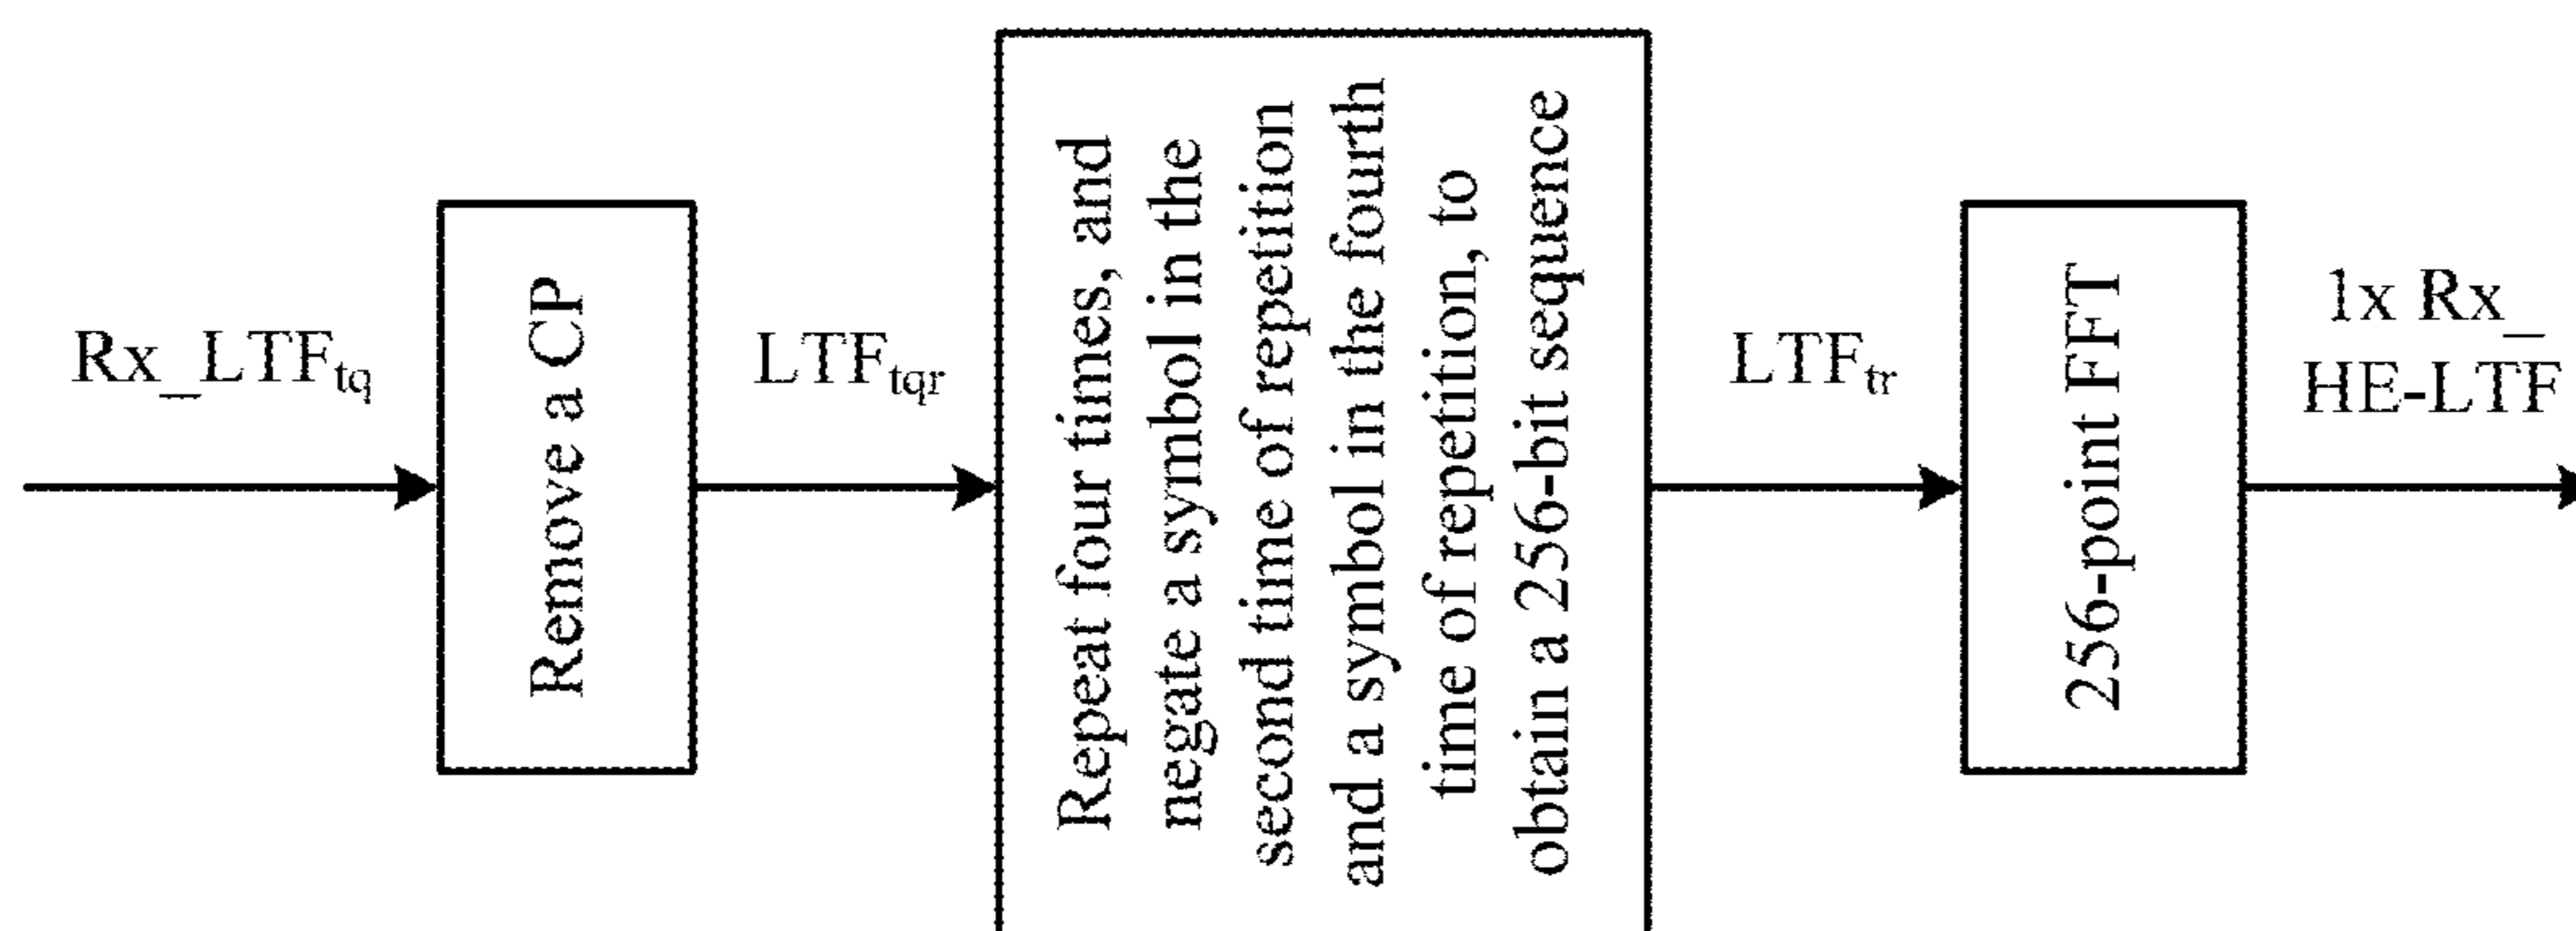 Rx_LTFtq
Remove a CP
LTFtqr
Repeat four times, and
negate a symbol in the
second time of repetition
and a symbol in the fourth
time of repetition, to
obtain a 256-bit sequence
LTFtr
256-point FFT
1x Rx_
HE-LTF